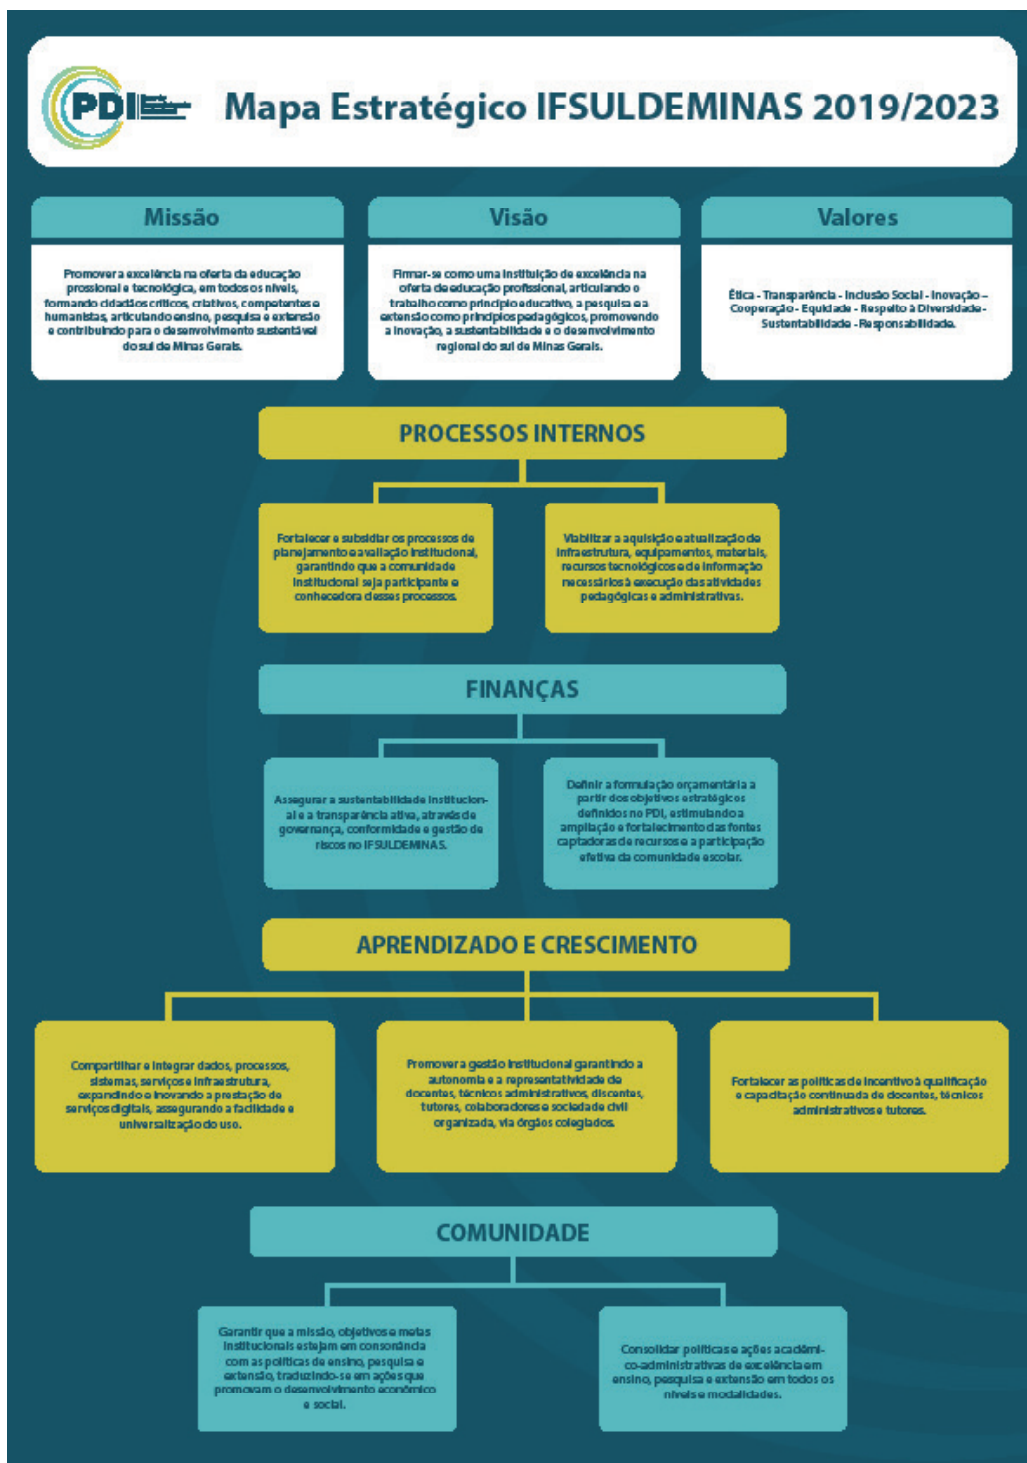 PDI
Mapa Estratégico IFSULDEMINAS 2019/2023
Missão
Promover a excelência na oferta da educação
prossional e tecnológica, em todos os níveis,
formando cidadãos críticos, criativos, competentes e
humanistas, articulando ensino, pesquisa e extensão
e contribuindo para o desenvolvimento sustentável
do sul de Minas Gerais.
Visão
Firmar-se como uma instituição de excelência na
oferta de educação profissional, articulando o
trabalho como princípio educativo, a pesquisa e a
extensão como princípios pedagógicos, promovendo
a inovação, a sustentabilidade e o desenvolvimento
regional do sul de Minas Gerais.
Valores
Ética - Transparência - Inclusão Social - Inovação –
Cooperação - Equidade - Respeito à Diversidade -
Sustentabilidade - Responsabilidade.
PROCESSOS INTERNOS
Fortalecer e subsidiar os processos de
planejamento e avaliação institucional,
garantindo que a comunidade
institucional seja participante e
conhecedora desses processos.
Viabilizar a aquisição e atualização de
infraestrutura, equipamentos, materiais,
recursos tecnológicos e de informação
necessários à execução das atividades
pedagógicas e administrativas.
FINANÇAS
Assegurar a sustentabilidade institucion-
al e a transparência ativa, através de
governança, conformidade e gestão de
riscos no IFSULDEMINAS.
Definir a formulação orçamentária a
partir dos objetivos estratégicos
definidos no PDI, estimulando a
ampliação e fortalecimento das fontes
captadoras de recursos e a participação
efetiva da comunidade escolar.
APRENDIZADO E CRESCIMENTO
Compartilhar e integrar dados, processos,
sistemas, serviços e infraestrutura,
expandindo e inovando a prestação de
serviços digitais, assegurando a facilidade e
universalização do uso.
Promover a gestão institucional garantindo a
autonomia e a representatividade de
docentes, técnicos administrativos, discentes,
tutores, colaboradores e sociedade civil
organizada, via órgãos colegiados.
Fortalecer as políticas de incentivo à qualificação
e capacitação continuada de docentes, técnicos
administrativos e tutores.
COMUNIDADE
Garantir que a missão, objetivos e metas
institucionais estejam em consonância
com as políticas de ensino, pesquisa e
extensão, traduzindo-se em ações que
promovam o desenvolvimento econômico
e social.
Consolidar políticas e ações acadêmi-
co-administrativas de excelência em
ensino, pesquisa e extensão em todos os
níveis e modalidades.